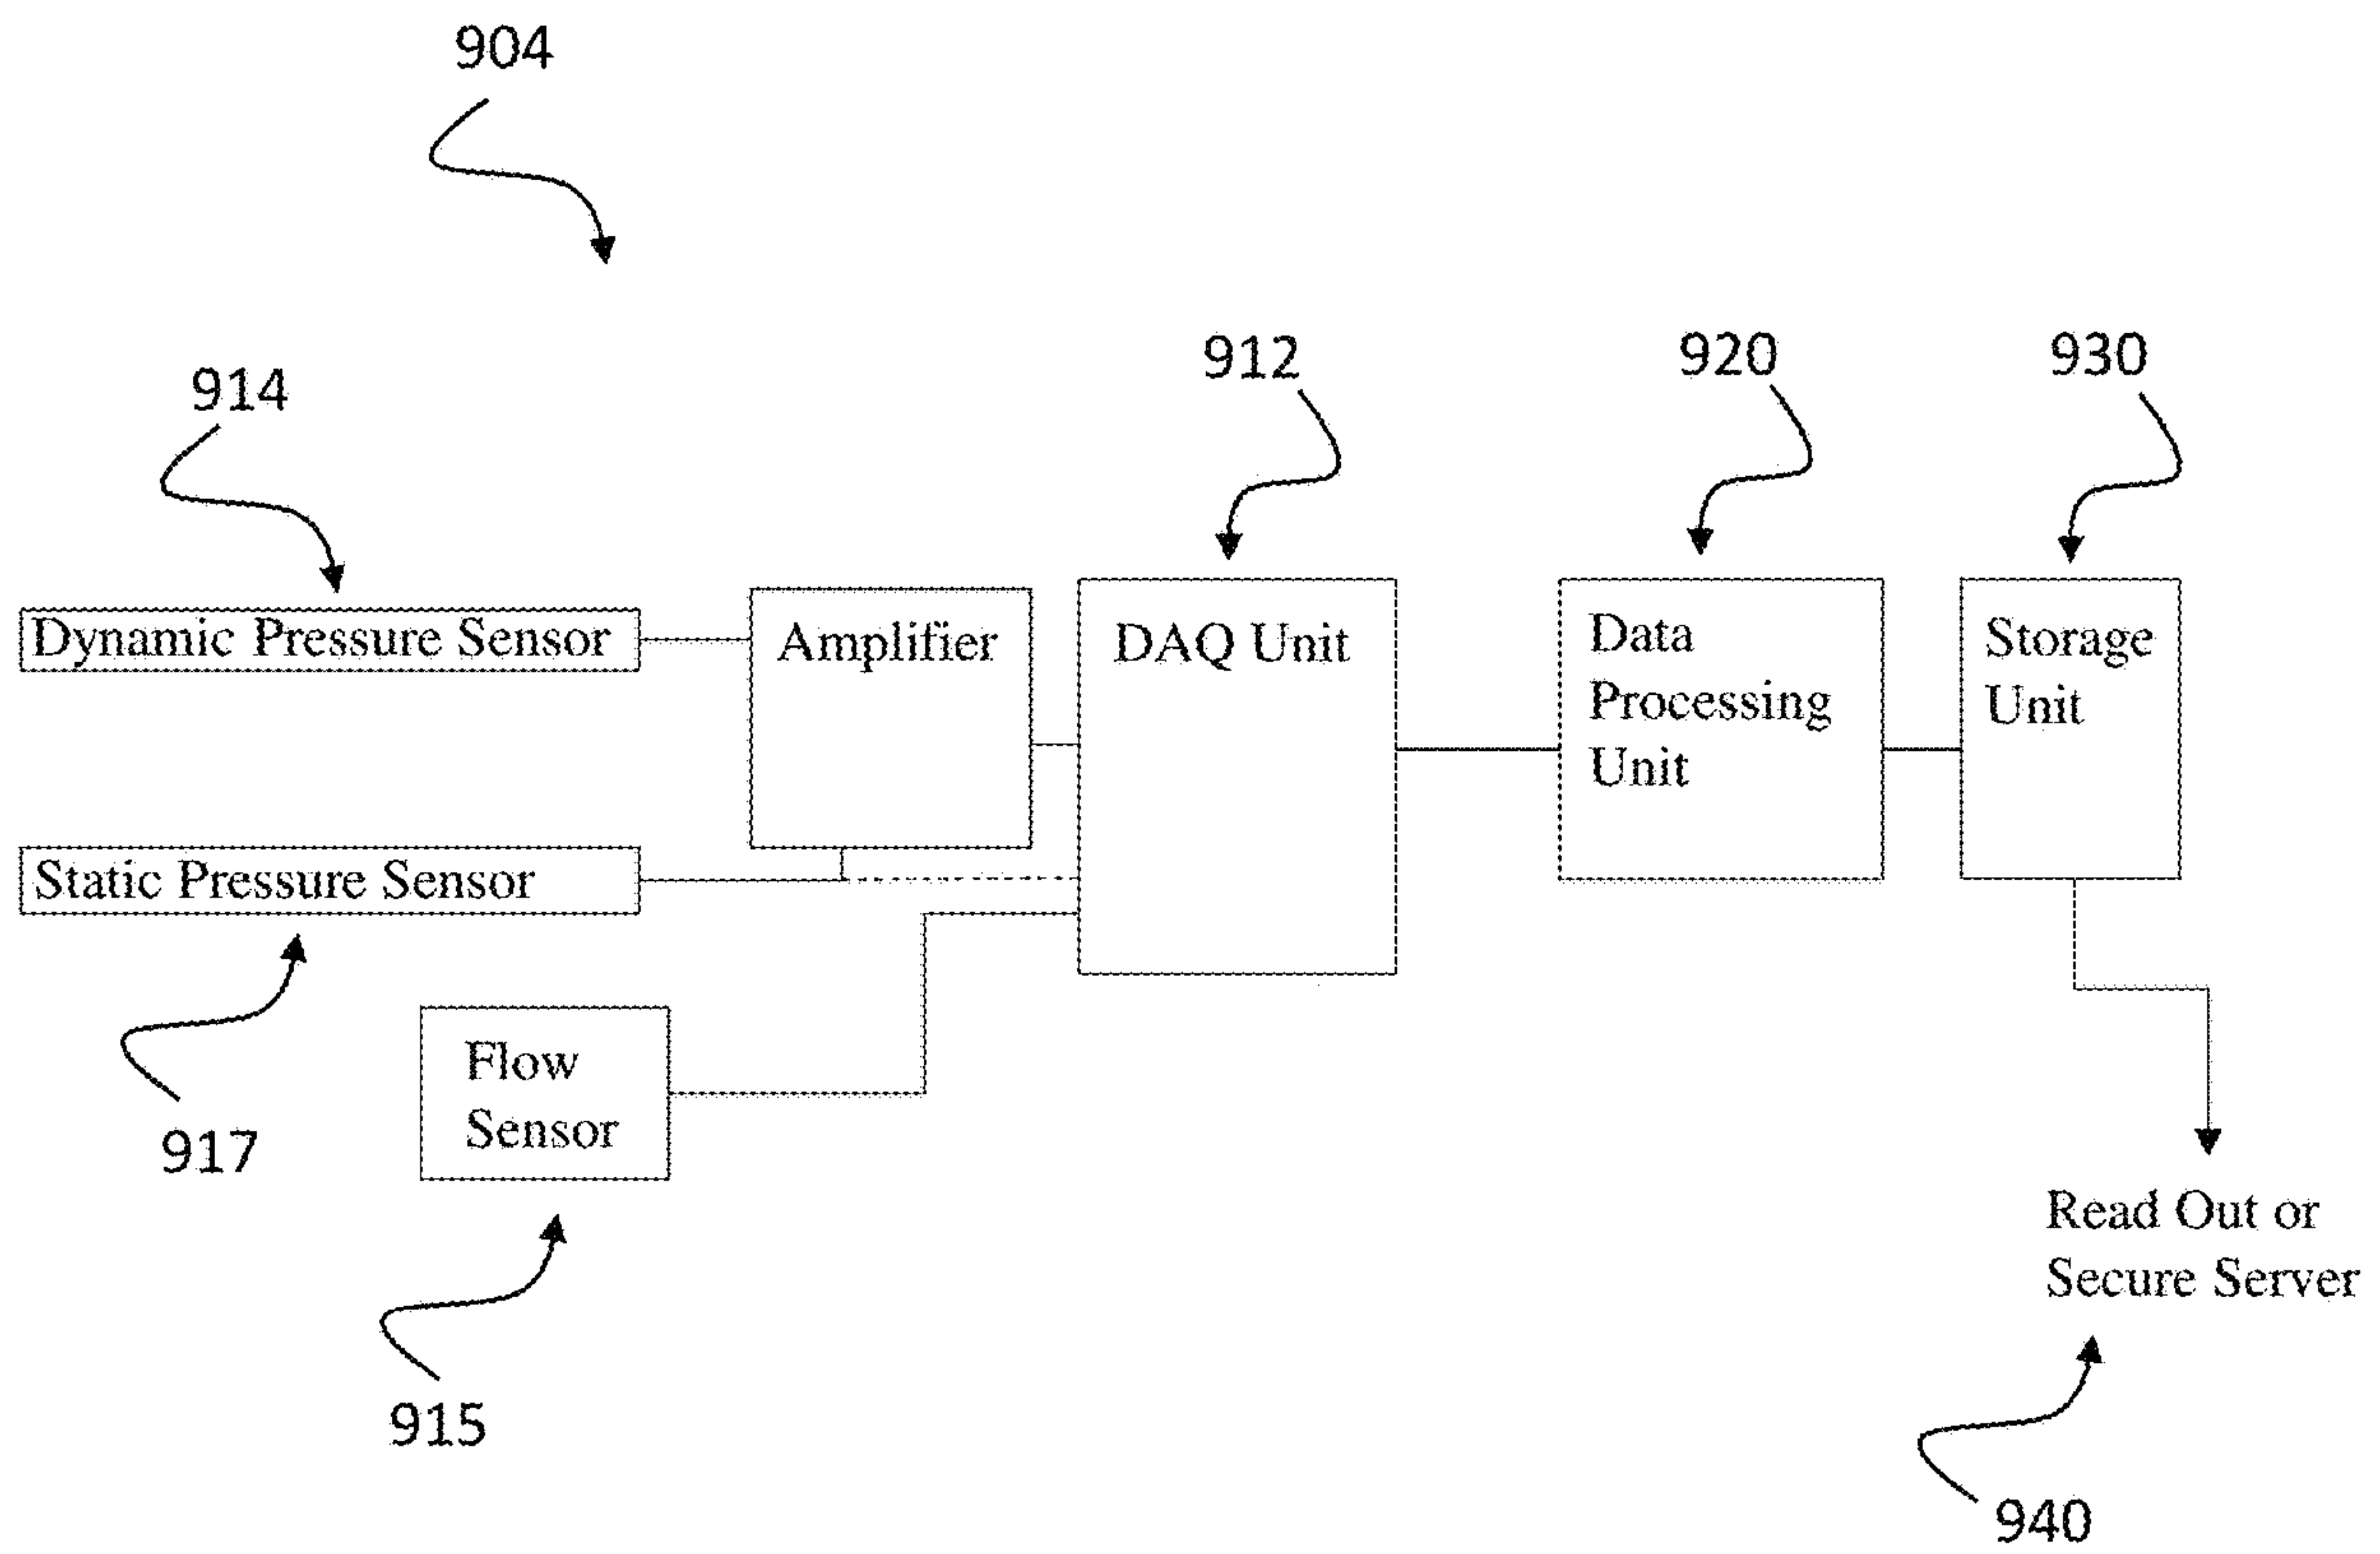 904
914
912
920
930
Dynamic Pressure Sensor
Amplifier
DAQ Unit
Data
Processing
Unit
Storage
Unit
Static Pressure Sensor
917
Flow
Sensor
915
Read Out or
Secure Server
940